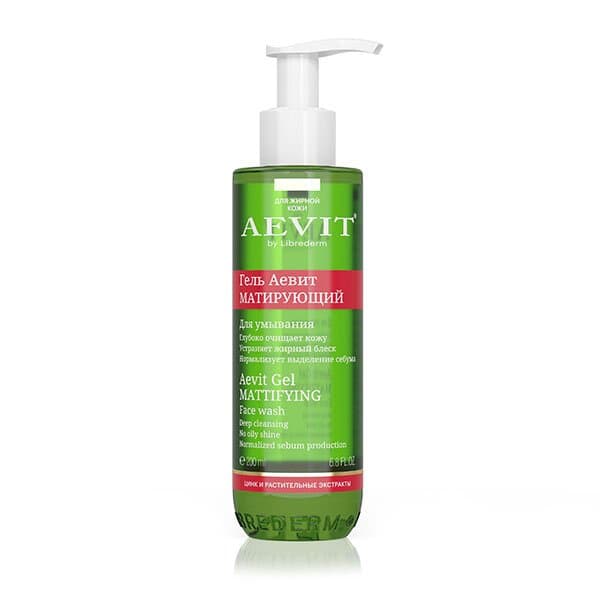 ДЛЯ ЖИРНОЙ
КОЖИ
AEVIT®
by Librederm
Гель Аевит
МАТИРУЮЩИЙ
Для умывания
Глубоко очищает кожу
Устраняет жирный блеск
Нормализует выделение себума
Aevit Gel
MATTIFYING
Face wash
Deep cleansing
No oily shine
Normalized sebum production
℮ 200 ml 6.8 FL.OZ
ЦИНК И РАСТИТЕЛЬНЫЕ ЭКСТРАКТЫ
BREDERM